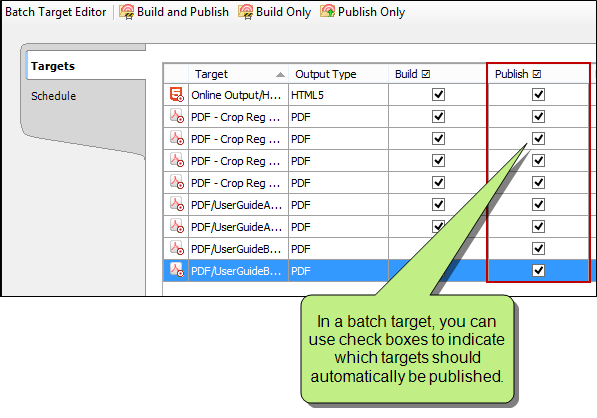 Batch Target Editor Build and Publish Build Only Publish Only
Targets
Schedule
Target Output Type Build Publish
Online Output/H... HTML5
PDF - Crop Reg ... PDF
PDF - Crop Reg ... PDF
PDF - Crop Reg ... PDF
PDF - Crop Reg ... PDF
PDF/UserGuideA... PDF
PDF/UserGuideA... PDF
PDF/UserGuideB... PDF
PDF/UserGuideB... PDF
In a batch target, you can
use check boxes to indicate
which targets should
automatically be published.